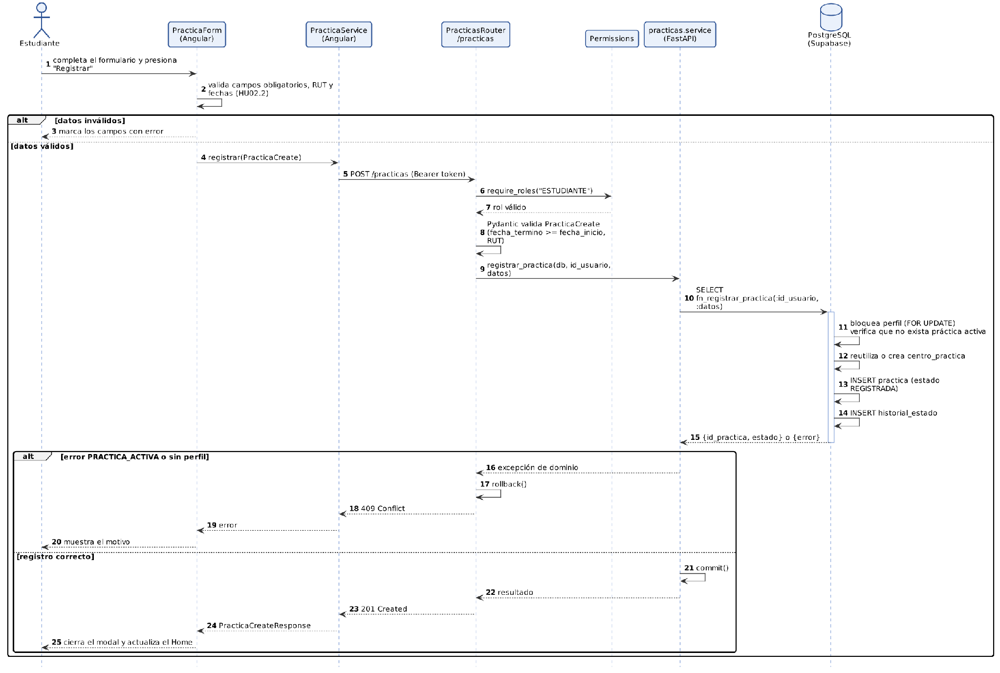 Estudiante
PracticaForm
(Angular)
PracticaService
(Angular)
PracticasRouter
/practicas
Permissions
practicas.service
(FastAPI)
PostgreSQL
(Supabase)
1 completa el formulario y presiona
"Registrar"
2 valida campos obligatorios, RUT y
fechas (HU02.2)
alt [datos inválidos]
3 marca los campos con error
[datos válidos]
4 registrar(PracticaCreate)
5 POST /practicas (Bearer token)
6 require_roles("ESTUDIANTE")
7 rol válido
Pydantic valida PracticaCreate
8 (fecha_termino >= fecha_inicio,
RUT)
9 registrar_practica(db, id_usuario,
datos)
SELECT
10 fn_registrar_practica(:id_usuario,
:datos)
11 bloquea perfil (FOR UPDATE)
verifica que no exista práctica activa
12 reutiliza o crea centro_practica
13 INSERT practica (estado
REGISTRADA)
14 INSERT historial_estado
15 {id_practica, estado} o {error}
alt [error PRACTICA_ACTIVA o sin perfil]
16 excepción de dominio
17 rollback()
18 409 Conflict
19 error
20 muestra el motivo
[registro correcto]
21 commit()
22 resultado
23 201 Created
24 PracticaCreateResponse
25 cierra el modal y actualiza el Home